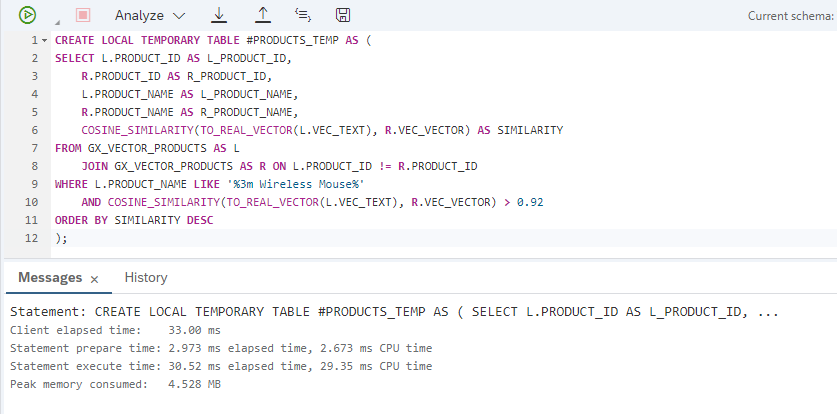 Analyze
Current schema:
1 CREATE LOCAL TEMPORARY TABLE #PRODUCTS_TEMP AS (
2 SELECT L.PRODUCT_ID AS L_PRODUCT_ID,
3 R.PRODUCT_ID AS R_PRODUCT_ID,
4 L.PRODUCT_NAME AS L_PRODUCT_NAME,
5 R.PRODUCT_NAME AS R_PRODUCT_NAME,
6 COSINE_SIMILARITY(TO_REAL_VECTOR(L.VEC_TEXT), R.VEC_VECTOR) AS SIMILARITY
7 FROM GX_VECTOR_PRODUCTS AS L
8 JOIN GX_VECTOR_PRODUCTS AS R ON L.PRODUCT_ID != R.PRODUCT_ID
9 WHERE L.PRODUCT_NAME LIKE '%3m Wireless Mouse%'
10 AND COSINE_SIMILARITY(TO_REAL_VECTOR(L.VEC_TEXT), R.VEC_VECTOR) > 0.92
11 ORDER BY SIMILARITY DESC
12 );
Messages × History
Statement: CREATE LOCAL TEMPORARY TABLE #PRODUCTS_TEMP AS ( SELECT L.PRODUCT_ID AS L_PRODUCT_ID, ...
Client elapsed time: 33.00 ms
Statement prepare time: 2.973 ms elapsed time, 2.673 ms CPU time
Statement execute time: 30.52 ms elapsed time, 29.35 ms CPU time
Peak memory consumed: 4.528 MB